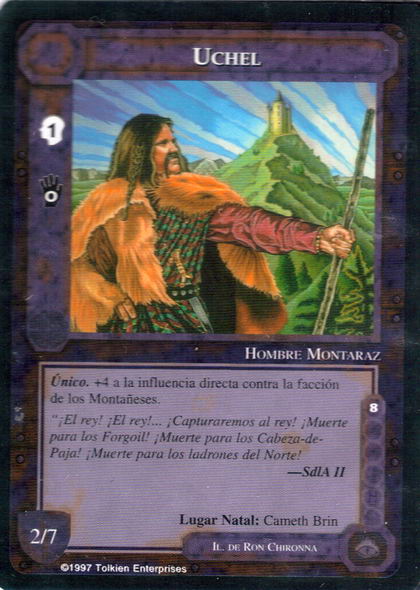 UCHEL
1
0
HOMBRE MONTARAZ
Único. +4 a la influencia directa contra la facción
de los Montañeses.
8
“¡El rey! ¡El rey!... ¡Capturaremos al rey! ¡Muerte
para los Forgoil! ¡Muerte para los Cabeza-de-
Paja! ¡Muerte para los ladrones del Norte!
—SdlA II
Lugar Natal: Cameth Brin
2/7
IL. DE RON CHIRONNA
©1997 Tolkien Enterprises